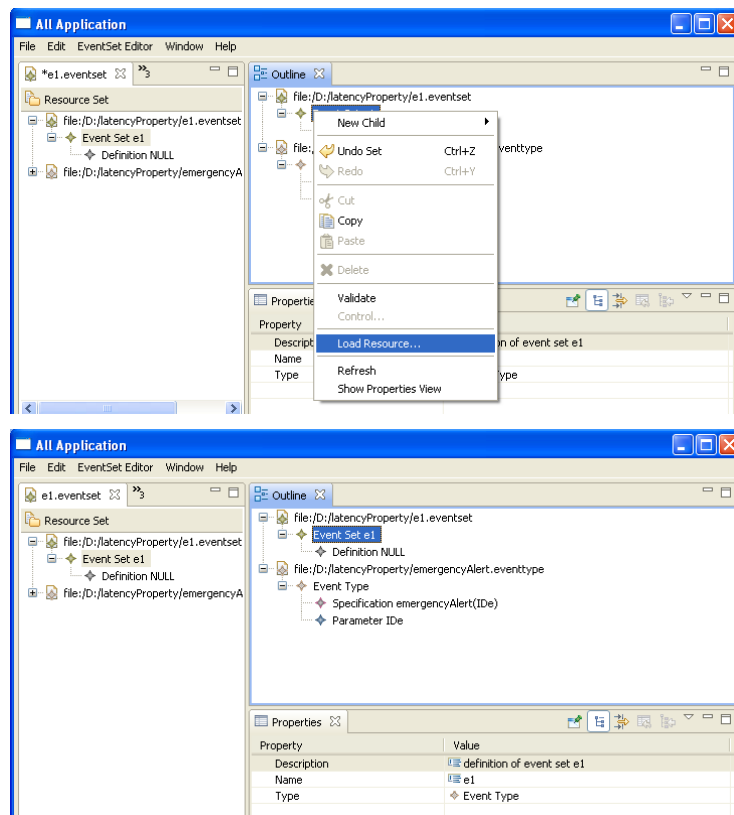 All Application
File Edit EventSet Editor Window Help
*e1.eventset »3
Resource Set
file:/D:/latencyProperty/e1.eventset
Event Set e1
Definition NULL
file:/D:/latencyProperty/emergencyA
Outline
file:/D:/latencyProperty/e1.eventset
file:/ venttype
New Child
Undo Set Ctrl+Z
Redo Ctrl+Y
Cut
Copy
Paste
Delete
Validate
Control...
Load Resource...
Refresh
Show Properties View
Propertie
Property
Descript n of event set e1
Name
Type ype
All Application
File Edit EventSet Editor Window Help
e1.eventset »3
Resource Set
file:/D:/latencyProperty/e1.eventset
Event Set e1
Definition NULL
file:/D:/latencyProperty/emergencyA
Outline
file:/D:/latencyProperty/e1.eventset
Event Set e1
Definition NULL
file:/D:/latencyProperty/emergencyAlert.eventtype
Event Type
Specification emergencyAlert(IDe)
Parameter IDe
Properties
Property Value
Description definition of event set e1
Name e1
Type Event Type